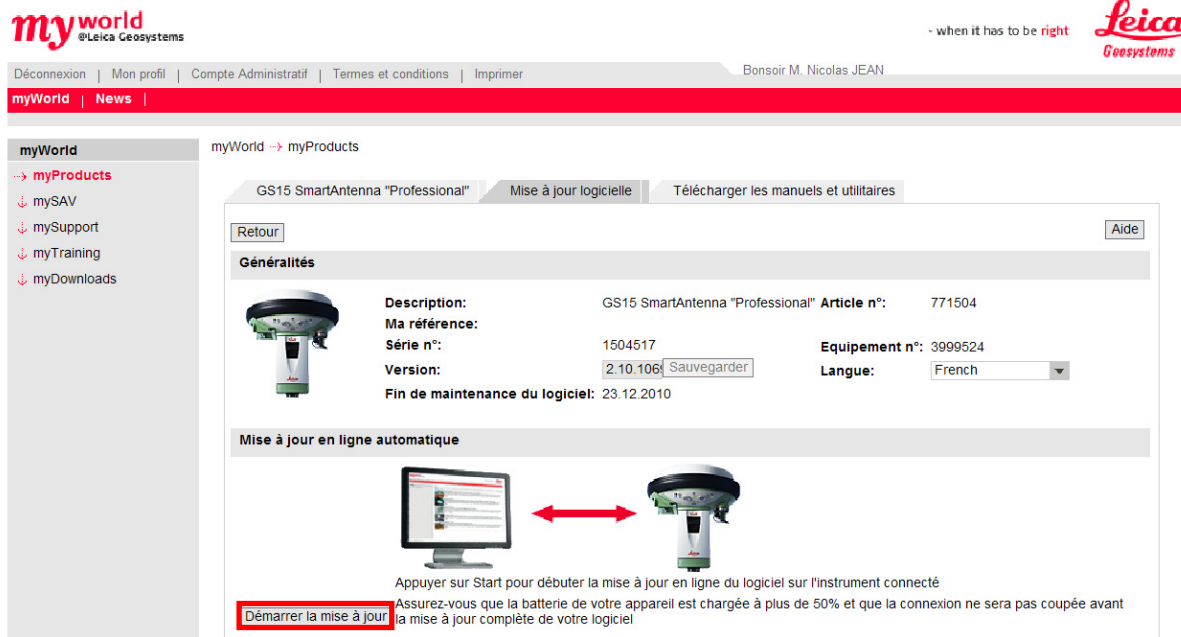 my world
@Leica Geosystems
- when it has to be right
Leica
Geosystems
Déconnexion | Mon profil | Compte Administratif | Termes et conditions | Imprimer
Bonsoir M. Nicolas JEAN
myWorld | News |
myWorld
myProducts
mySAV
mySupport
myTraining
myDownloads
myWorld → myProducts
GS15 SmartAntenna "Professional"
Mise à jour logicielle
Télécharger les manuels et utilitaires
Retour
Aide
Généralités
Description: GS15 SmartAntenna "Professional" Article n°: 771504
Ma référence:
Série n°: 1504517 Equipement n°: 3999524
Version: 2.10.106 Sauvegarder Langue: French
Fin de maintenance du logiciel: 23.12.2010
Mise à jour en ligne automatique
Appuyer sur Start pour débuter la mise à jour en ligne du logiciel sur l'instrument connecté
Démarrer la mise à jour
Assurez-vous que la batterie de votre appareil est chargée à plus de 50% et que la connexion ne sera pas coupée avant
la mise à jour complète de votre logiciel